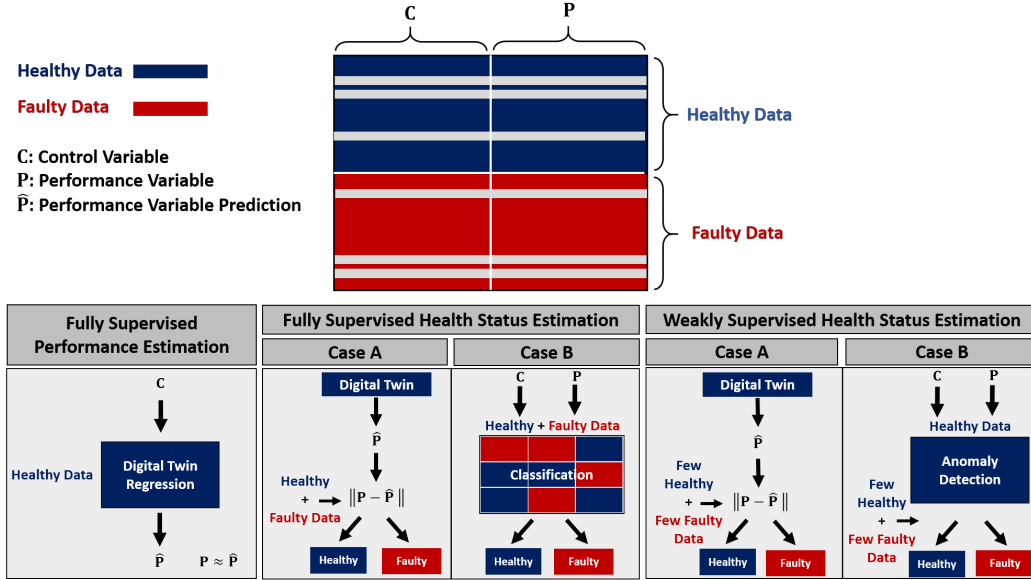 C
P
Healthy Data
Faulty Data
C: Control Variable
P: Performance Variable
P̂: Performance Variable Prediction
Healthy Data
Faulty Data
Fully Supervised
Performance Estimation
C
Healthy Data
Digital Twin
Regression
P̂
P ≈ P̂
Fully Supervised Health Status Estimation
Case A
Digital Twin
P̂
Healthy
+
Faulty Data
‖P − P̂‖
Healthy
Faulty
Case B
C
P
Healthy + Faulty Data
Classification
Healthy
Faulty
Weakly Supervised Health Status Estimation
Case A
Digital Twin
P̂
Few
Healthy
+
Few Faulty
Data
‖P − P̂‖
Healthy
Faulty
Case B
C
P
Healthy Data
Anomaly
Detection
Few
Healthy
+
Few Faulty
Data
Healthy
Faulty